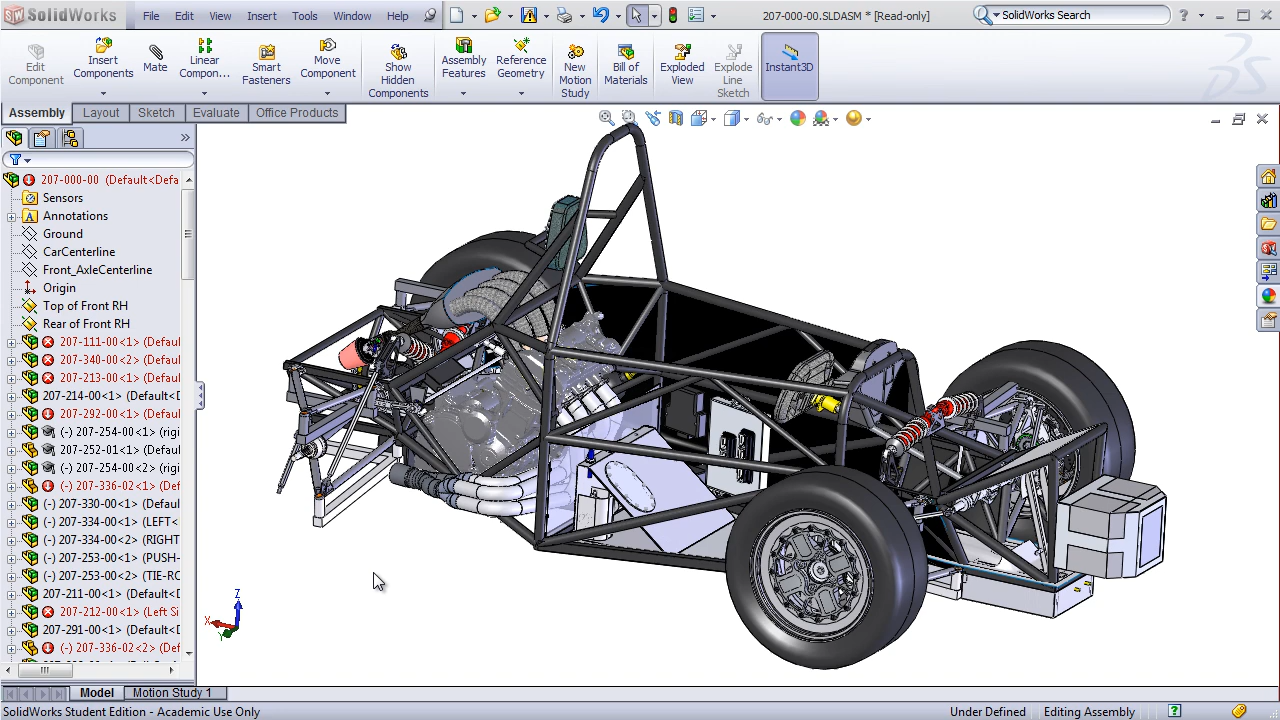 SolidWorks File Edit View Insert Tools Window Help 207-000-00.SLDASM * [Read-only] SolidWorks Search
Edit Component
Insert Components
Mate
Linear Compon...
Smart Fasteners
Move Component
Show Hidden Components
Assembly Features
Reference Geometry
New Motion Study
Bill of Materials
Exploded View
Explode Line Sketch
Instant3D
Assembly Layout Sketch Evaluate Office Products
207-000-00 (Default<Defa
Sensors
A Annotations
Ground
CarCenterline
Front_AxleCenterline
Origin
Top of Front RH
Rear of Front RH
207-111-00<1> (Defaul
207-340-00<2> (Defaul
207-213-00<1> (Defaul
207-214-00<1> (Default<D
207-292-00<1> (Defaul
(-) 207-254-00<1> (rigi
207-252-01<1> (Defaul
(-) 207-254-00<2> (rigi
(-) 207-336-02<1> (Def
(-) 207-330-00<1> (Defaul
(-) 207-334-00<1> (LEFT<
(-) 207-334-00<2> (RIGHT
(-) 207-253-00<1> (PUSH-
(-) 207-253-00<2> (TIE-RC
207-211-00<1> (Default<D
207-212-00<1> (Left Si
207-291-00<1> (Default<D
Z
X
Y
Model Motion Study 1
SolidWorks Student Edition - Academic Use Only Under Defined Editing Assembly